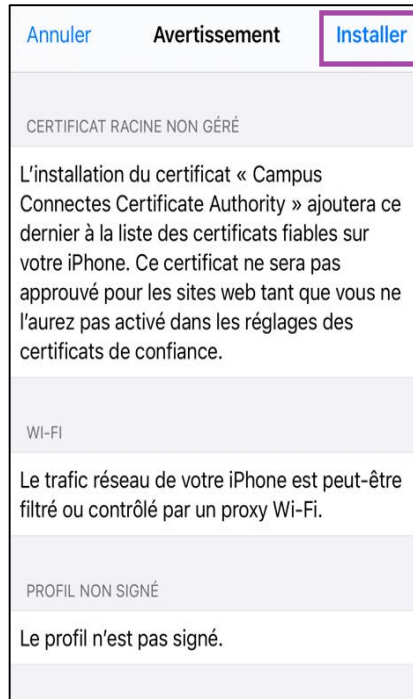 Annuler Avertissement Installer
CERTIFICAT RACINE NON GÉRÉ
L'installation du certificat « Campus
Connectes Certificate Authority » ajoutera ce
dernier à la liste des certificats fiables sur
votre iPhone. Ce certificat ne sera pas
approuvé pour les sites web tant que vous ne
l'aurez pas activé dans les réglages des
certificats de confiance.
WI-FI
Le trafic réseau de votre iPhone est peut-être
filtré ou contrôlé par un proxy Wi-Fi.
PROFIL NON SIGNÉ
Le profil n'est pas signé.